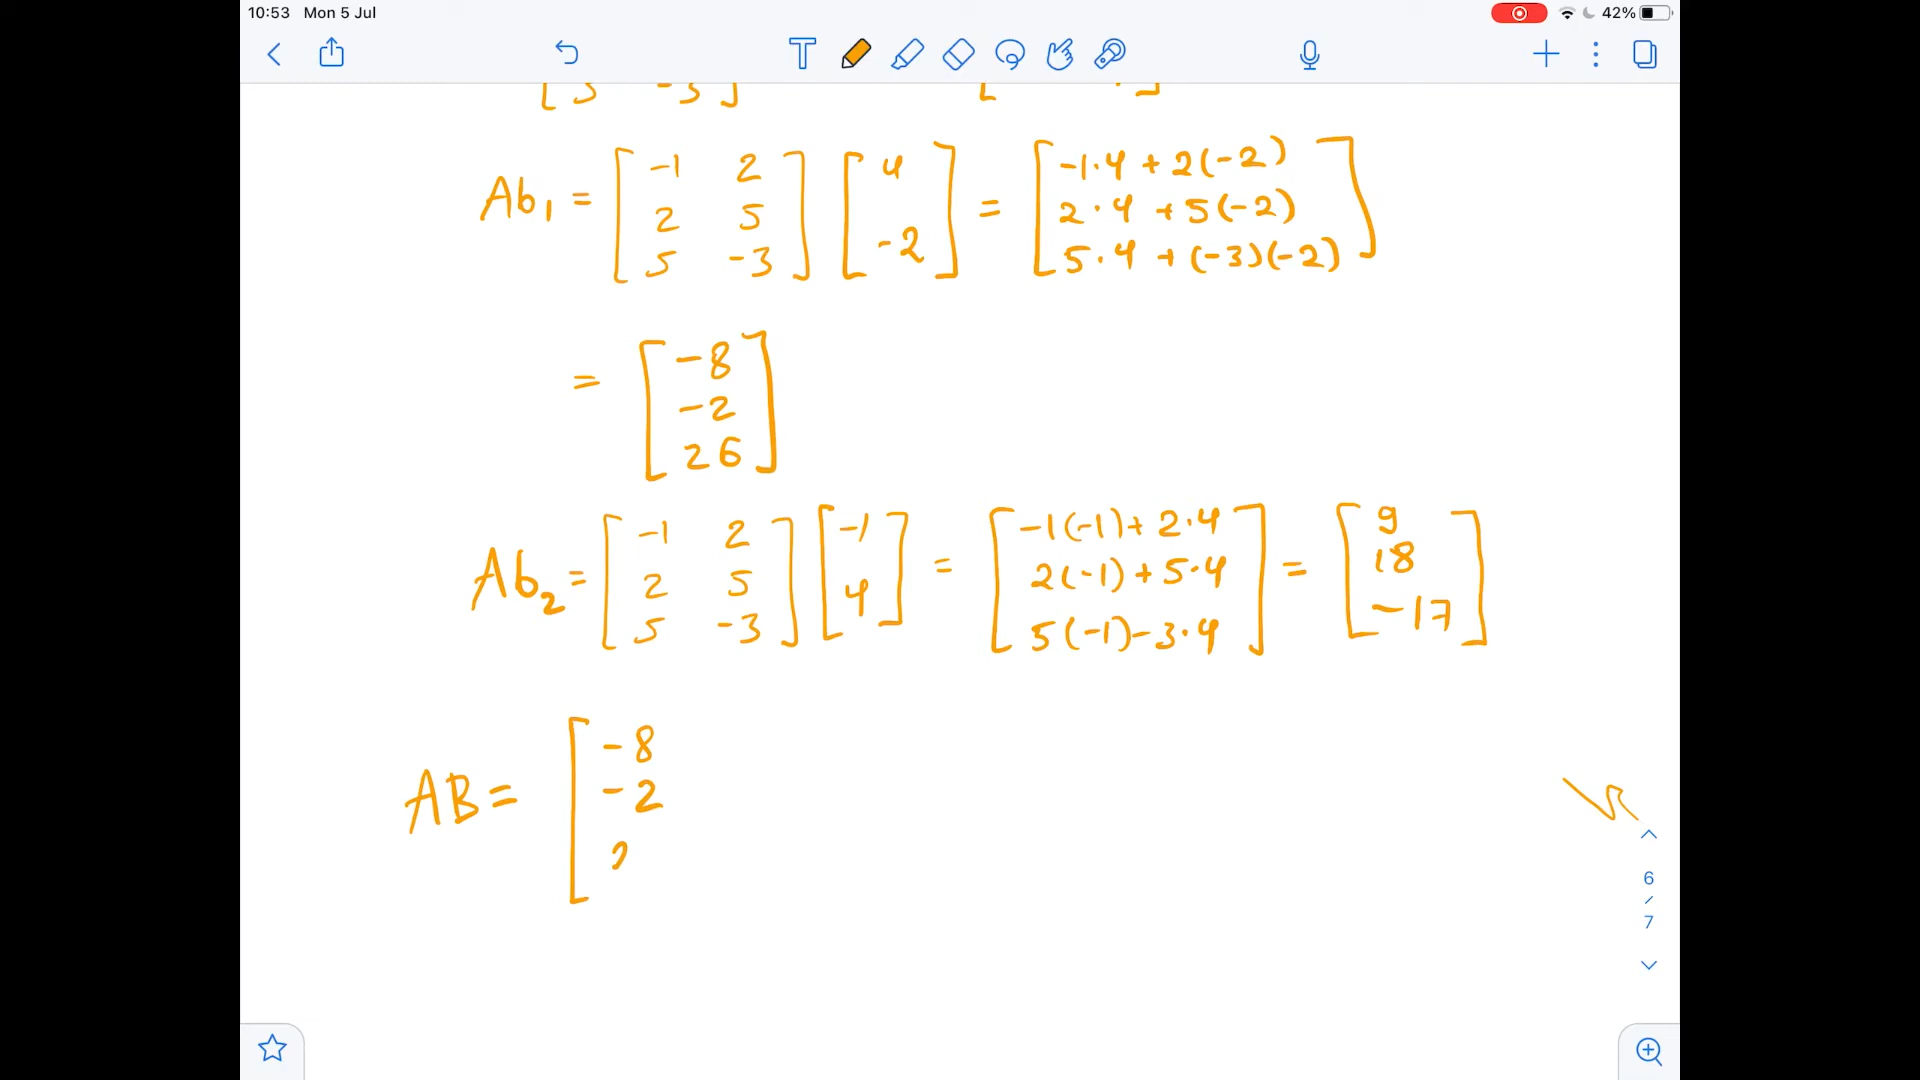 10:53 Mon 5 Jul 42%
Ab₁ = [-1 2; 2 5; 5 -3] [4; -2] = [-1·4 + 2(-2); 2·4 + 5(-2); 5·4 + (-3)(-2)]
= [-8; -2; 26]
Ab₂ = [-1 2; 2 5; 5 -3] [-1; 4] = [-1(-1) + 2·4; 2(-1) + 5·4; 5(-1) - 3·4] = [9; 18; -17]
AB = [-8; -2; 2
6
/
7